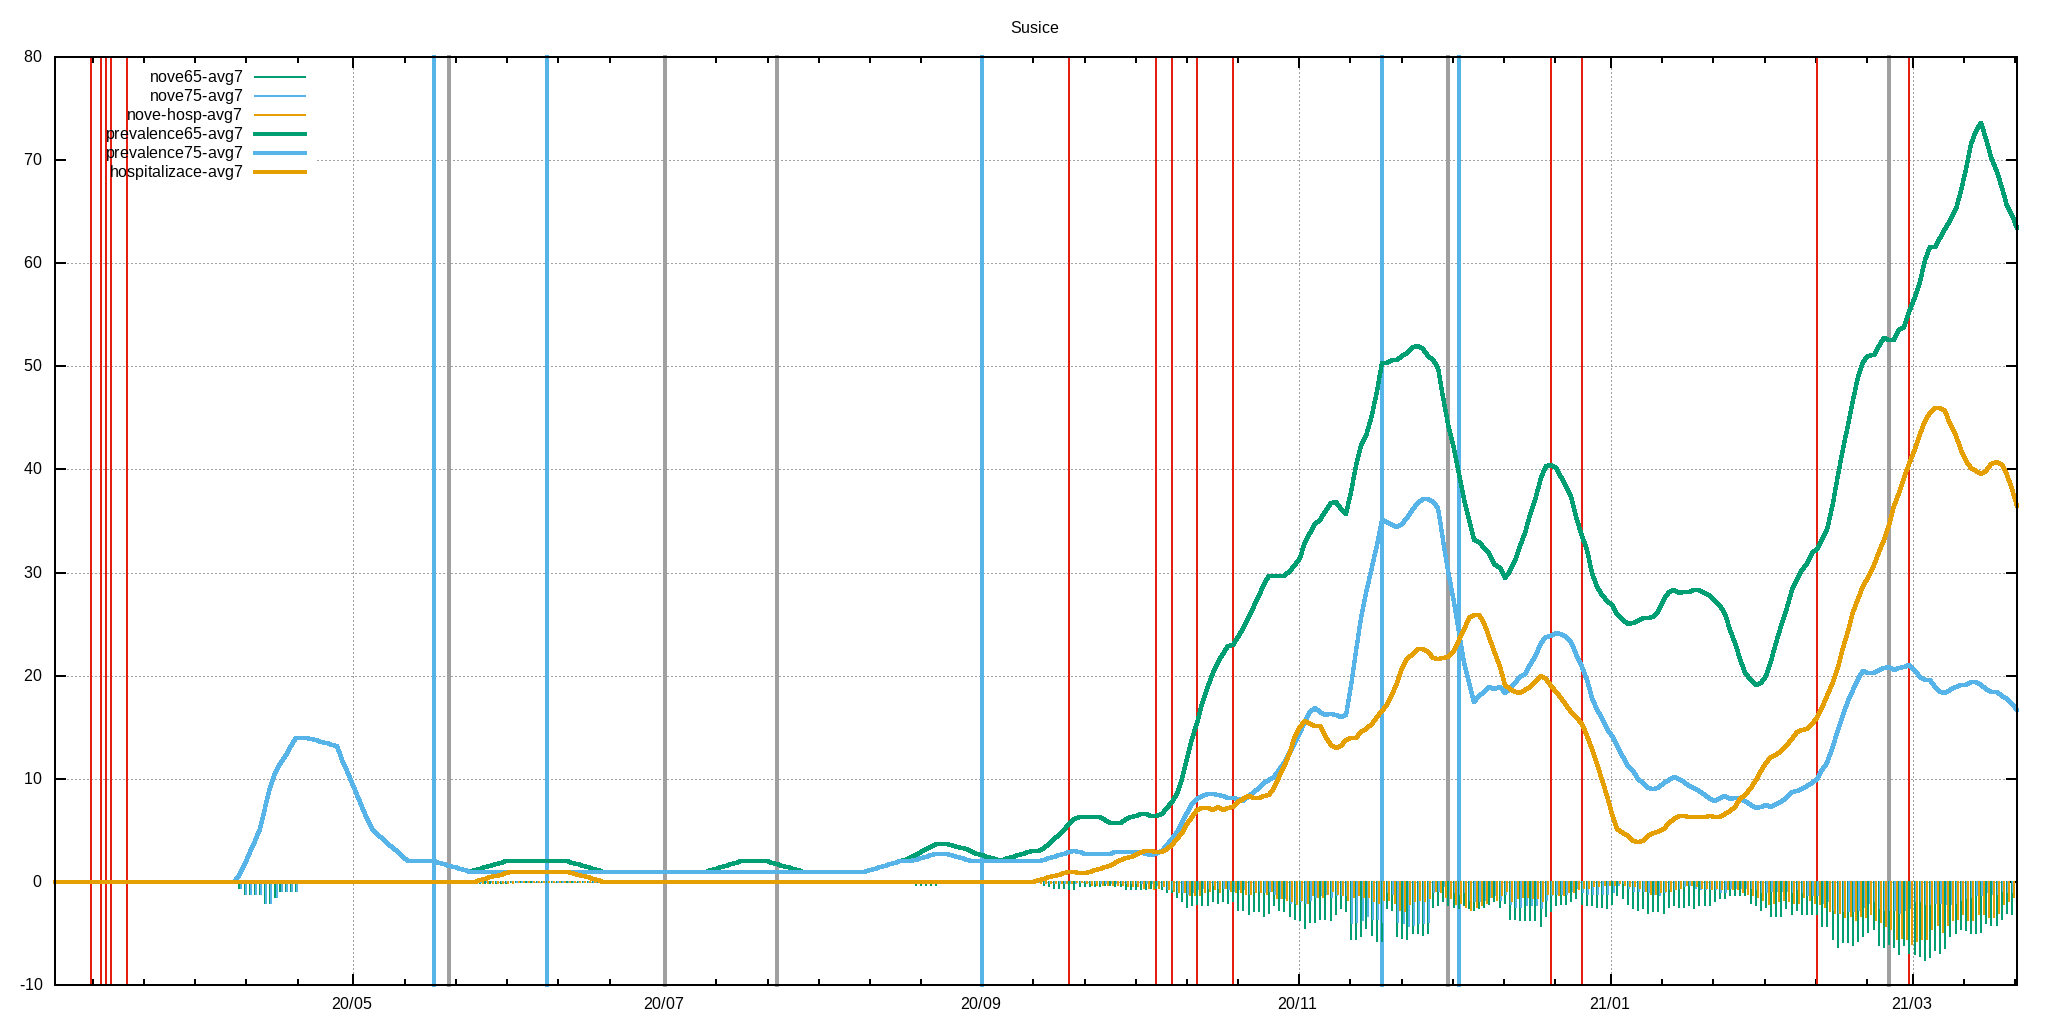 Susice
80
70
60
50
40
30
20
10
0
-10
nove65-avg7
nove75-avg7
nove-hosp-avg7
prevalence65-avg7
prevalence75-avg7
hospitalizace-avg7
20/05 20/07 20/09 20/11 21/01 21/03